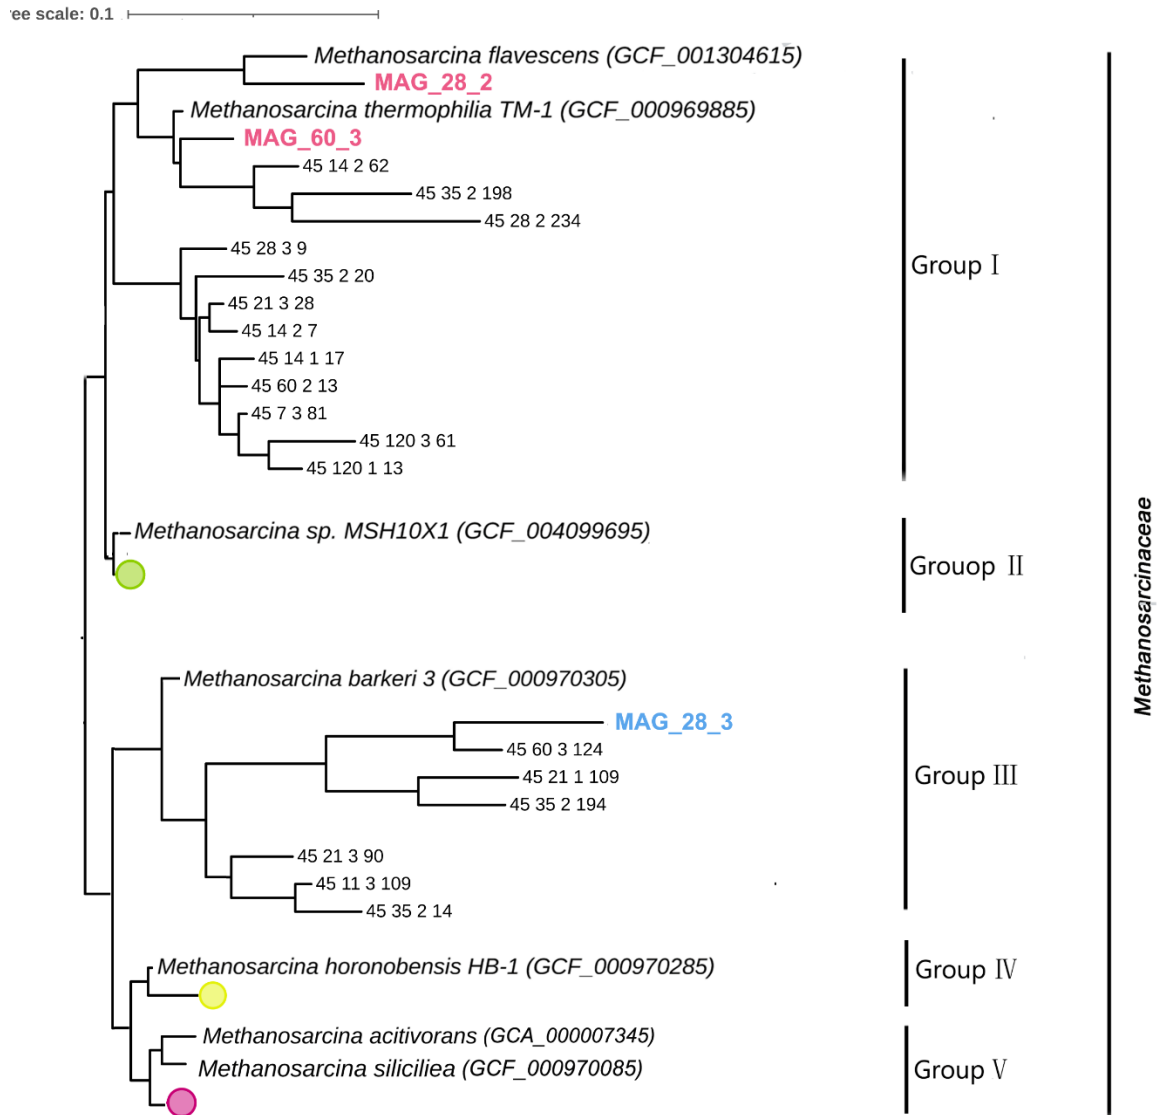 ee scale: 0.1
Methanosarcina flavescens (GCF_001304615)
MAG_28_2
Methanosarcina thermophilia TM-1 (GCF_000969885)
MAG_60_3
45 14 2 62
45 35 2 198
45 28 2 234
45 28 3 9
45 35 2 20
45 21 3 28
45 14 2 7
45 14 1 17
45 60 2 13
45 7 3 81
45 120 3 61
45 120 1 13
Group Ⅰ
Methanosarcina sp. MSH10X1 (GCF_004099695)
Grouop Ⅱ
Methanosarcina barkeri 3 (GCF_000970305)
MAG_28_3
45 60 3 124
45 21 1 109
45 35 2 194
45 21 3 90
45 11 3 109
45 35 2 14
Group Ⅲ
Methanosarcina horonobensis HB-1 (GCF_000970285)
Group Ⅳ
Methanosarcina acitivorans (GCA_000007345)
Methanosarcina siliciliea (GCF_000970085)
Group Ⅴ
Methanosarcinaceae